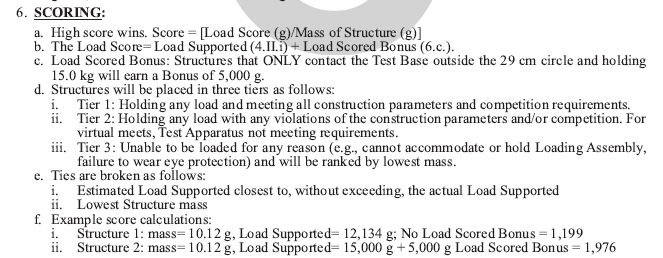 6. SCORING:
a. High score wins. Score = [Load Score (g)/Mass of Structure (g)]
b. The Load Score= Load Supported (4.II.i) + Load Scored Bonus (6.c.).
c. Load Scored Bonus: Structures that ONLY contact the Test Base outside the 29 cm circle and holding
15.0 kg will earn a Bonus of 5,000 g.
d. Structures will be placed in three tiers as follows:
i. Tier 1: Holding any load and meeting all construction parameters and competition requirements.
ii. Tier 2: Holding any load with any violations of the construction parameters and/or competition. For
virtual meets, Test Apparatus not meeting requirements.
iii. Tier 3: Unable to be loaded for any reason (e.g., cannot accommodate or hold Loading Assembly,
failure to wear eye protection) and will be ranked by lowest mass.
e. Ties are broken as follows:
i. Estimated Load Supported closest to, without exceeding, the actual Load Supported
ii. Lowest Structure mass
f. Example score calculations:
i. Structure 1: mass= 10.12 g, Load Supported= 12,134 g; No Load Scored Bonus = 1,199
ii. Structure 2: mass= 10.12 g, Load Supported= 15,000 g + 5,000 g Load Scored Bonus = 1,976